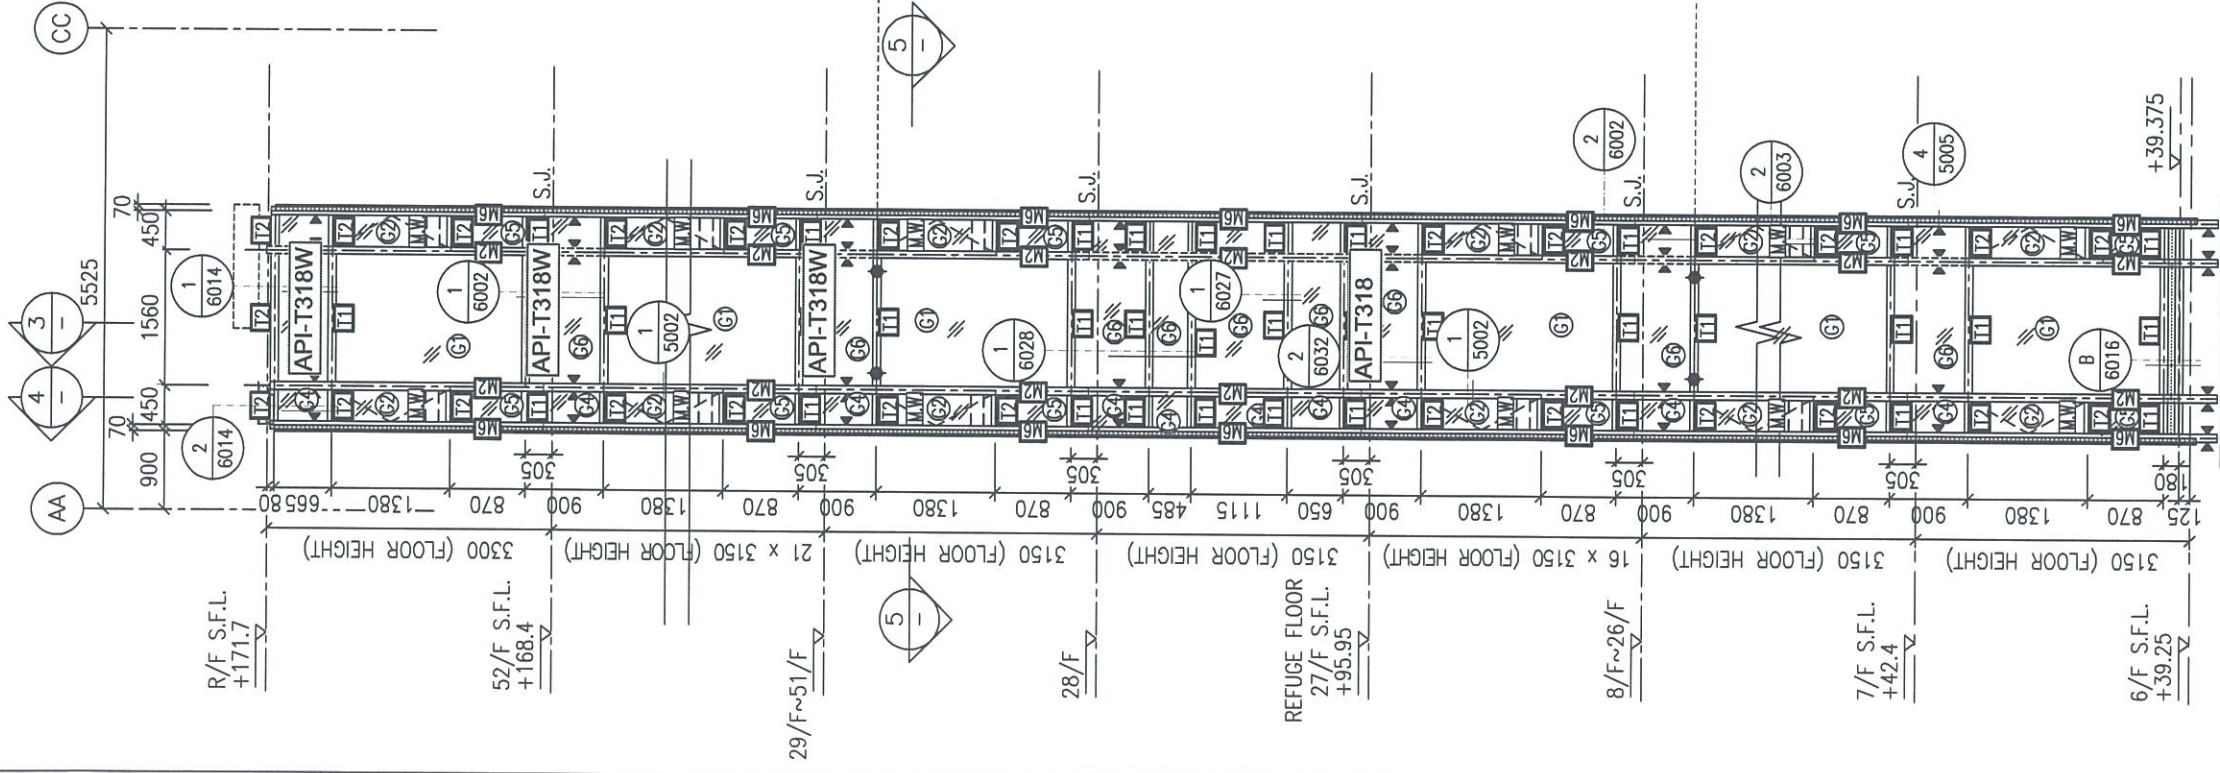 CC
AA
5525
3
-
4
-
5
-
5
-
70
450
1560
450
70
900
1
6014
2
6014
R/F S.F.L.
+171.7
52/F S.F.L.
+168.4
29/F~51/F
28/F
REFUGE FLOOR
27/F S.F.L.
+95.95
8/F~26/F
7/F S.F.L.
+42.4
6/F S.F.L.
+39.25
+39.375
3300 (FLOOR HEIGHT)
21 x 3150 (FLOOR HEIGHT)
3150 (FLOOR HEIGHT)
3150 (FLOOR HEIGHT)
16 x 3150 (FLOOR HEIGHT)
3150 (FLOOR HEIGHT)
3150 (FLOOR HEIGHT)
80
665
1380
870
900
1380
870
900
1380
870
900
485
1115
650
900
1380
870
900
1380
870
900
1380
870
125
180
305
305
305
305
305
305
S.J.
S.J.
S.J.
S.J.
S.J.
S.J.
API-T318W
API-T318W
API-T318W
API-T318
1
6002
1
5002
1
6028
1
6027
2
6032
1
5002
2
6002
2
6003
4
5005
B
6016
T2
T2
T2
T1
G4
G2
M.W
G5
G1
G6
M2
M6